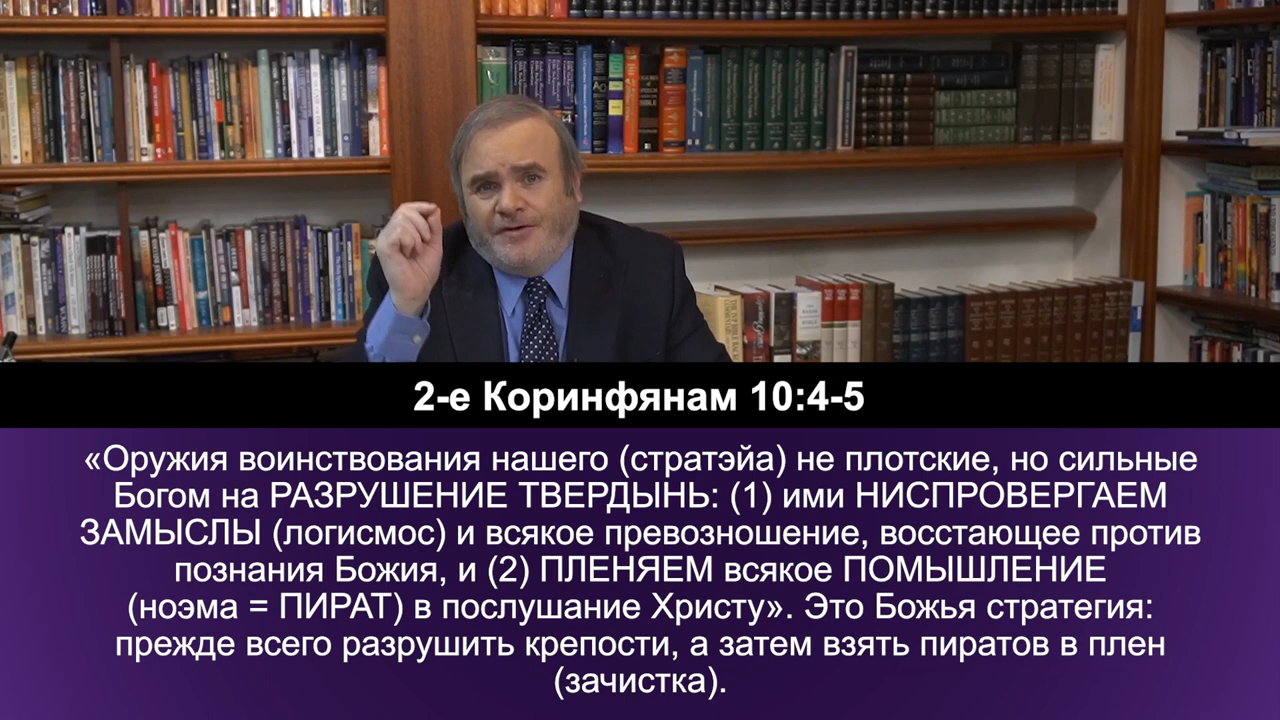 2-е Коринфянам 10:4-5
«Оружия воинствования нашего (стратэйа) не плотские, но сильные
Богом на РАЗРУШЕНИЕ ТВЕРДЫНЬ: (1) ими НИСПРОВЕРГАЕМ
ЗАМЫСЛЫ (логисмос) и всякое превозношение, восстающее против
познания Божия, и (2) ПЛЕНЯЕМ всякое ПОМЫШЛЕНИЕ
(ноэма = ПИРАТ) в послушание Христу». Это Божья стратегия:
прежде всего разрушить крепости, а затем взять пиратов в плен
(зачистка).